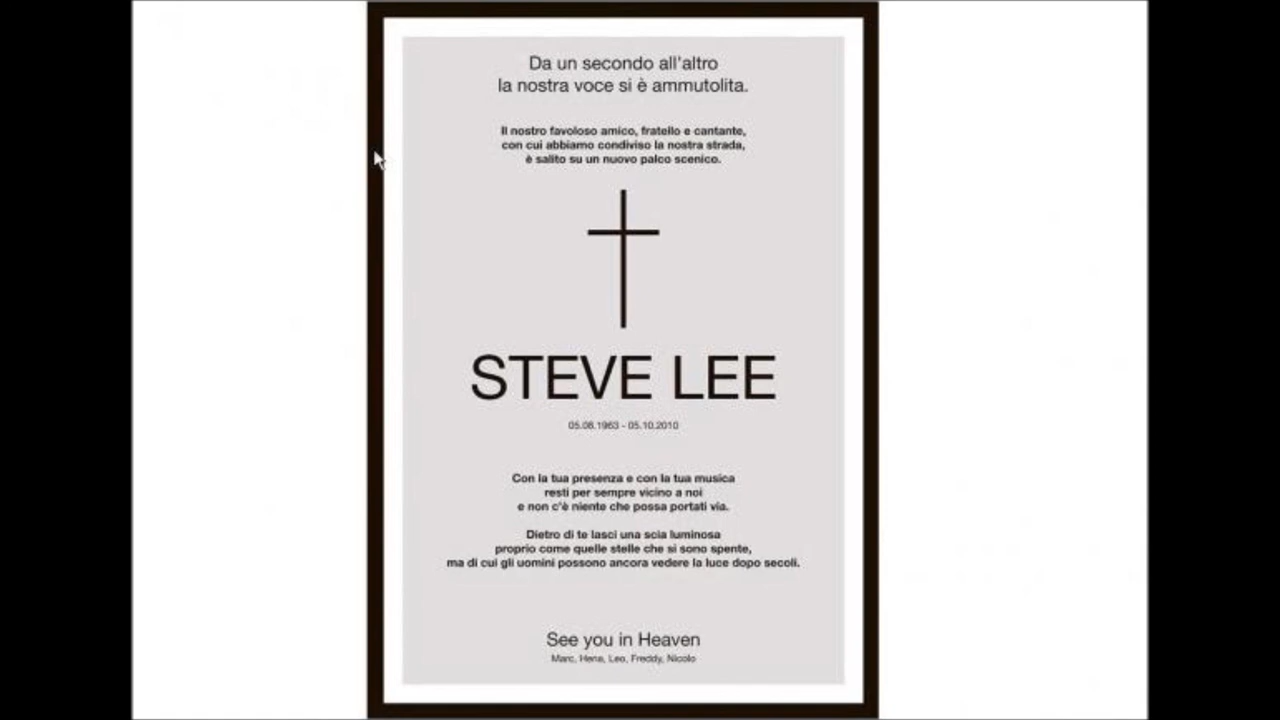 Da un secondo all'altro
la nostra voce si è ammutolita.
Il nostro favoloso amico, fratello e cantante,
con cui abbiamo condiviso la nostra strada,
è salito su un nuovo palco scenico.
STEVE LEE
05.08.1963 - 05.10.2010
Con la tua presenza e con la tua musica
resti per sempre vicino a noi
e non c'è niente che possa portati via.
Dietro di te lasci una scia luminosa
proprio come quelle stelle che si sono spente,
ma di cui gli uomini possono ancora vedere la luce dopo secoli.
See you in Heaven
Marc, Hena, Leo, Freddy, Nicolo